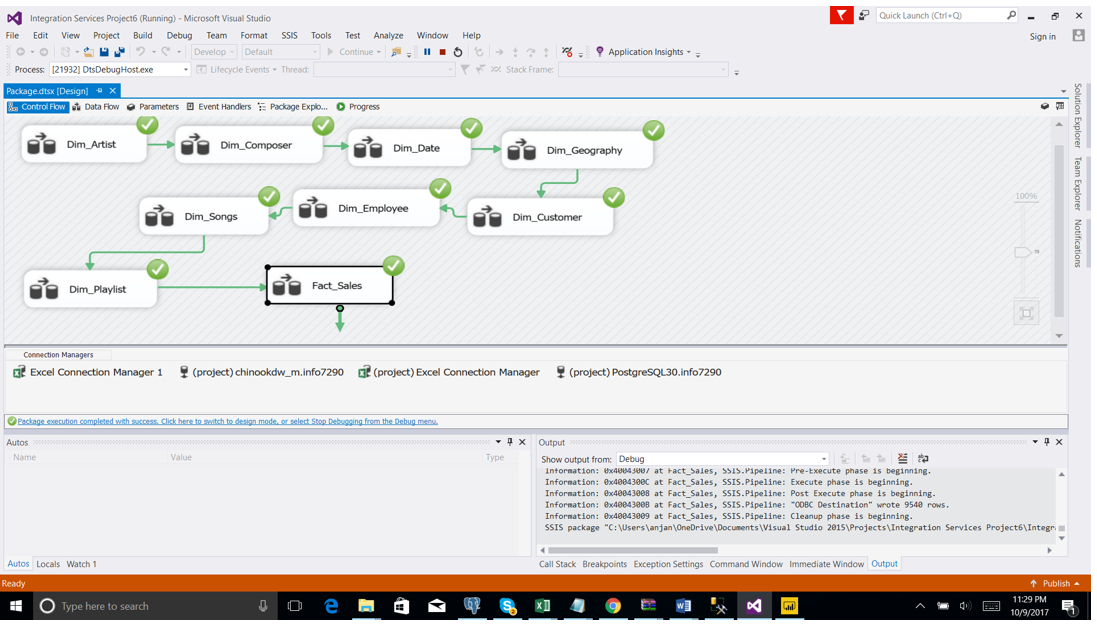 Integration Services Project6 (Running) - Microsoft Visual Studio
Quick Launch (Ctrl+Q)
File Edit View Project Build Debug Team Format SSIS Tools Test Analyze Window Help
Sign in
Develop Default Continue Application Insights
Process: [21932] DtsDebugHost.exe Lifecycle Events Thread: Stack Frame:
Package.dtsx [Design]
Control Flow Data Flow Parameters Event Handlers Package Explo... Progress
Solution Explorer
Team Explorer
Notifications
Dim_Artist Dim_Composer Dim_Date Dim_Geography
100%
Dim_Songs Dim_Employee Dim_Customer
Dim_Playlist Fact_Sales
Connection Managers
Excel Connection Manager 1 (project) chinookdw_m.info7290 (project) Excel Connection Manager (project) PostgreSQL30.info7290
Package execution completed with success. Click here to switch to design mode, or select Stop Debugging from the Debug menu.
Autos
Name Value Type
Output
Show output from: Debug
Information: 0x40043007 at Fact_Sales, SSIS.Pipeline: Pre-Execute phase is beginning.
Information: 0x4004300C at Fact_Sales, SSIS.Pipeline: Execute phase is beginning.
Information: 0x40043008 at Fact_Sales, SSIS.Pipeline: Post Execute phase is beginning.
Information: 0x4004300B at Fact_Sales, SSIS.Pipeline: "ODBC Destination" wrote 9540 rows.
Information: 0x40043009 at Fact_Sales, SSIS.Pipeline: Cleanup phase is beginning.
SSIS package "C:\Users\anjan\OneDrive\Documents\Visual Studio 2015\Projects\Integration Services Project6\Integr
Autos Locals Watch 1
Call Stack Breakpoints Exception Settings Command Window Immediate Window Output
Ready
Publish
Type here to search
11:29 PM
10/9/2017
1